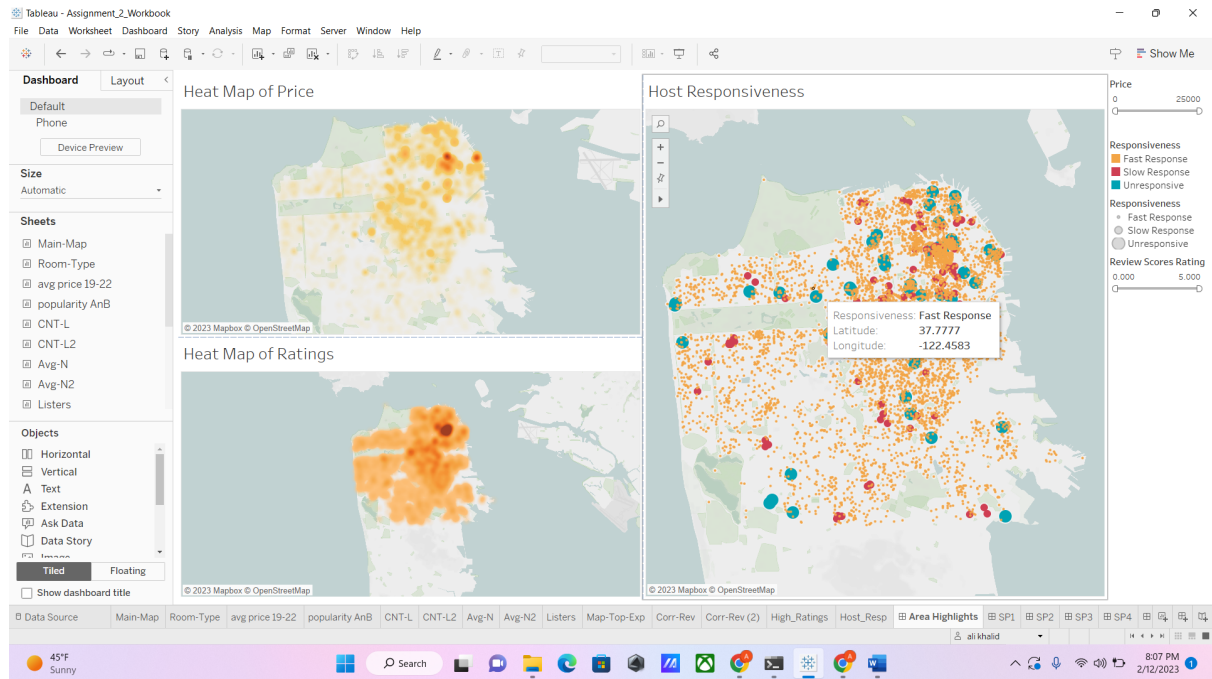 Tableau - Assignment_2_Workbook
File Data Worksheet Dashboard Story Analysis Map Format Server Window Help
Show Me
Dashboard Layout
Default
Phone
Device Preview
Size
Automatic
Sheets
Main-Map
Room-Type
avg price 19-22
popularity AnB
CNT-L
CNT-L2
Avg-N
Avg-N2
Listers
Objects
Horizontal
Vertical
Text
Extension
Ask Data
Data Story
Image
Tiled Floating
Show dashboard title
Heat Map of Price
© 2023 Mapbox © OpenStreetMap
Heat Map of Ratings
© 2023 Mapbox © OpenStreetMap
Host Responsiveness
Responsiveness: Fast Response
Latitude: 37.7777
Longitude: -122.4583
© 2023 Mapbox © OpenStreetMap
Price
0 25000
Responsiveness
Fast Response
Slow Response
Unresponsive
Responsiveness
Fast Response
Slow Response
Unresponsive
Review Scores Rating
0.000 5.000
Data Source Main-Map Room-Type avg price 19-22 popularity AnB CNT-L CNT-L2 Avg-N Avg-N2 Listers Map-Top-Exp Corr-Rev Corr-Rev (2) High_Ratings Host_Resp Area Highlights SP1 SP2 SP3 SP4
ali khalid
45°F
Sunny
Search
8:07 PM
2/12/2023
1